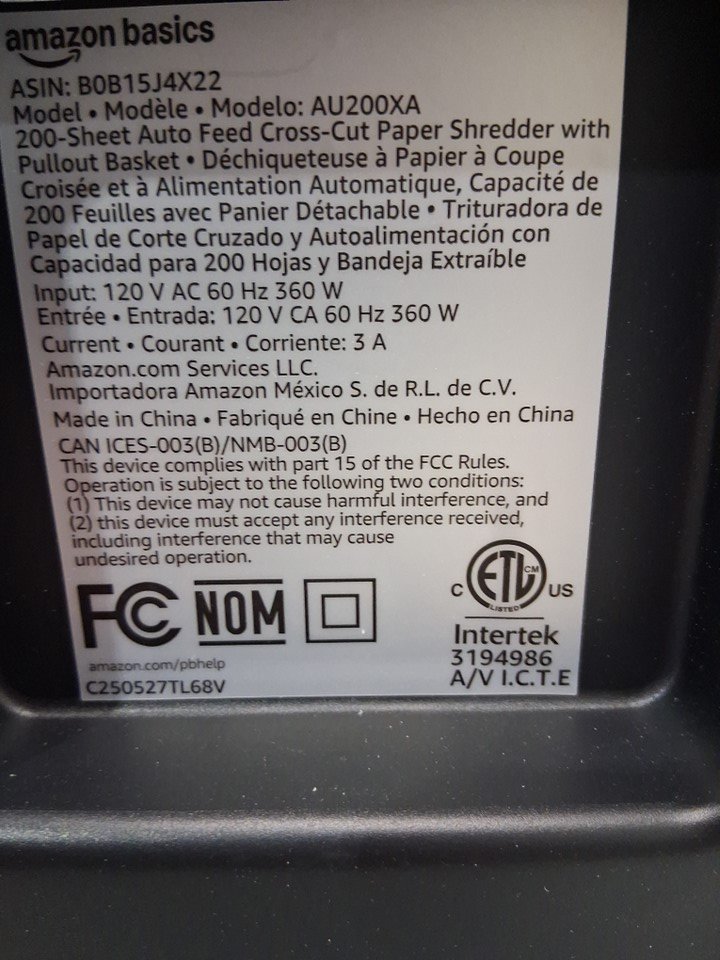 amazon basics
ASIN: B0B15J4X22
Model • Modèle • Modelo: AU200XA
200-Sheet Auto Feed Cross-Cut Paper Shredder with
Pullout Basket • Déchiqueteuse à Papier à Coupe
Croisée et à Alimentation Automatique, Capacité de
200 Feuilles avec Panier Détachable • Trituradora de
Papel de Corte Cruzado y Autoalimentación con
Capacidad para 200 Hojas y Bandeja Extraíble
Input: 120 V AC 60 Hz 360 W
Entrée • Entrada: 120 V CA 60 Hz 360 W
Current • Courant • Corriente: 3 A
Amazon.com Services LLC.
Importadora Amazon México S. de R.L. de C.V.
Made in China • Fabriqué en Chine • Hecho en China
CAN ICES-003(B)/NMB-003(B)
This device complies with part 15 of the FCC Rules.
Operation is subject to the following two conditions:
(1) This device may not cause harmful interference, and
(2) this device must accept any interference received,
including interference that may cause
undesired operation.
FC NOM
C ETL CM US
LISTED
Intertek
3194986
A/V I.C.T.E
amazon.com/pbhelp
C250527TL68V